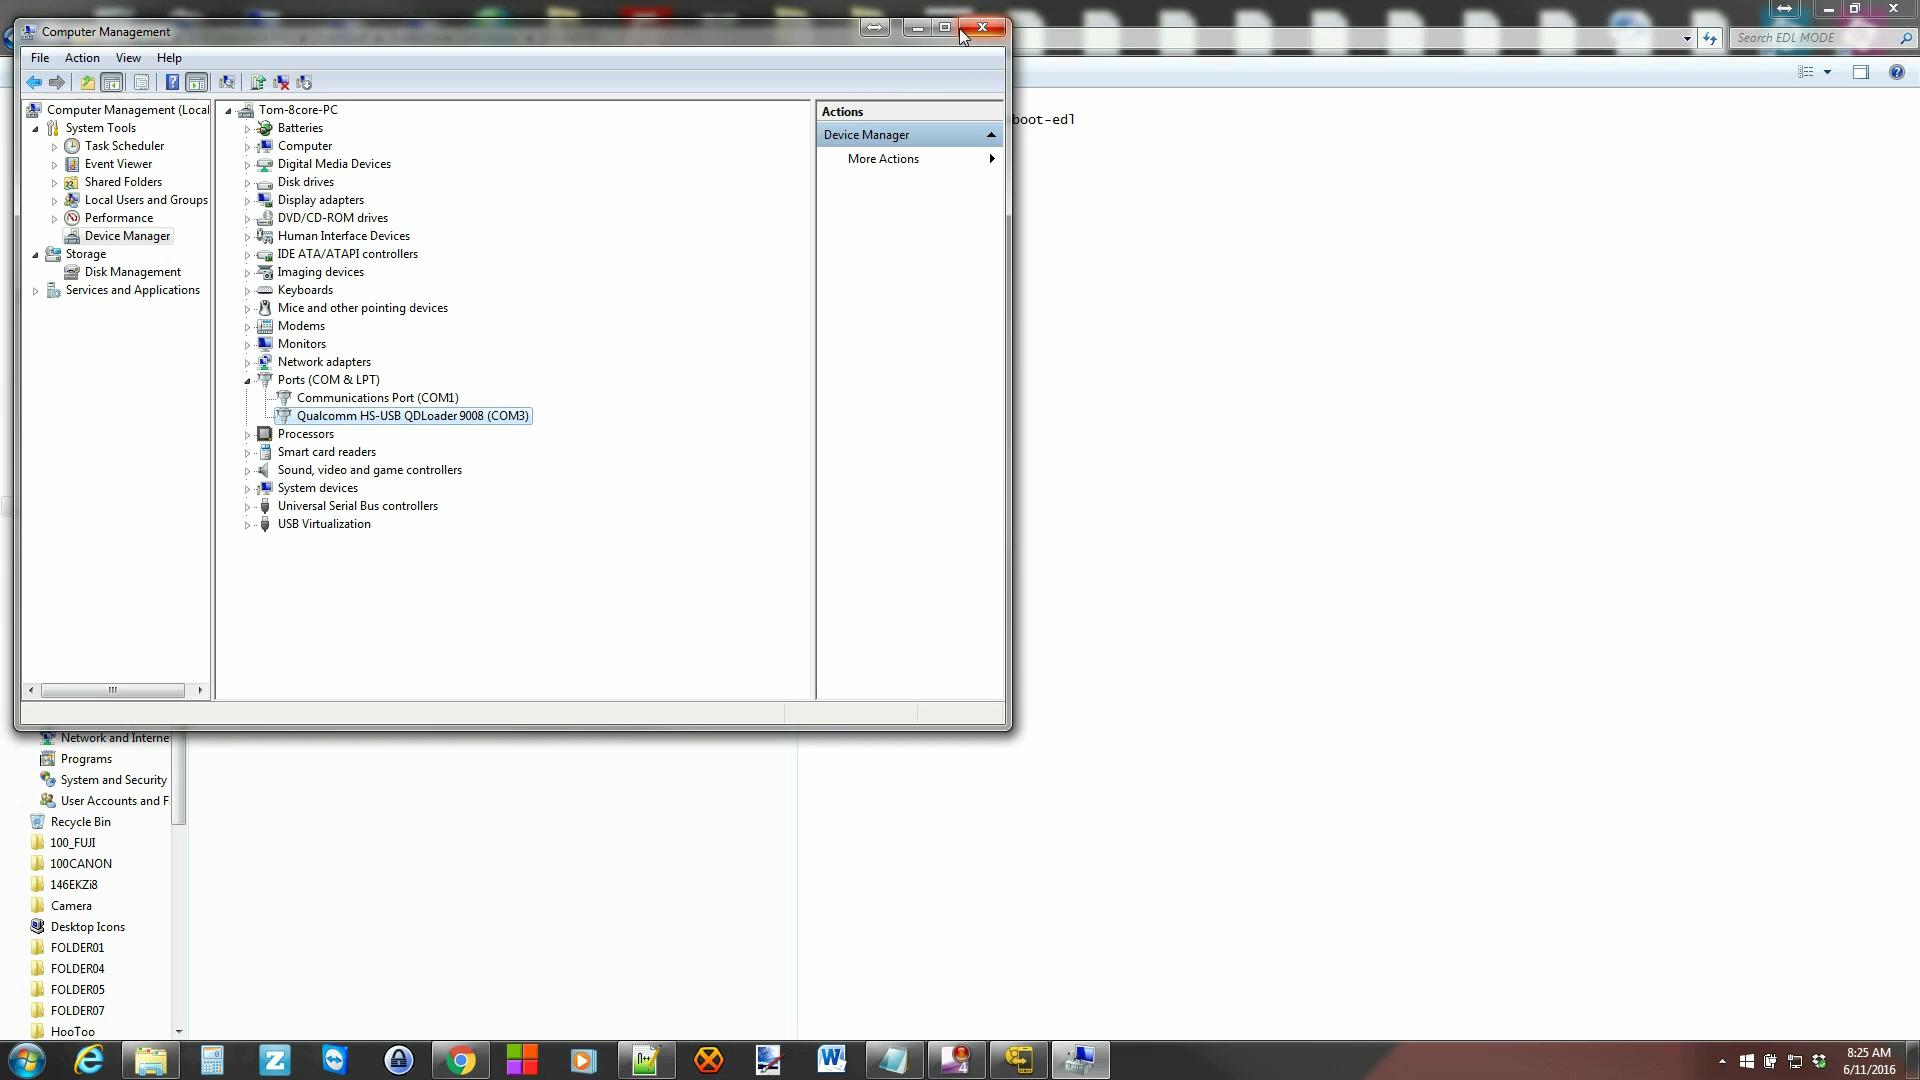 Computer Management
Search EDL MODE
File Action View Help
Computer Management (Local
System Tools
Task Scheduler
Event Viewer
Shared Folders
Local Users and Groups
Performance
Device Manager
Storage
Disk Management
Services and Applications
Tom-8core-PC
Batteries
Computer
Digital Media Devices
Disk drives
Display adapters
DVD/CD-ROM drives
Human Interface Devices
IDE ATA/ATAPI controllers
Imaging devices
Keyboards
Mice and other pointing devices
Modems
Monitors
Network adapters
Ports (COM & LPT)
Communications Port (COM1)
Qualcomm HS-USB QDLoader 9008 (COM3)
Processors
Smart card readers
Sound, video and game controllers
System devices
Universal Serial Bus controllers
USB Virtualization
Actions
Device Manager
More Actions
boot-edl
Network and Interne
Programs
System and Security
User Accounts and F
Recycle Bin
100_FUJI
100CANON
146EKZi8
Camera
Desktop Icons
FOLDER01
FOLDER04
FOLDER05
FOLDER07
HooToo
8:25 AM
6/11/2016